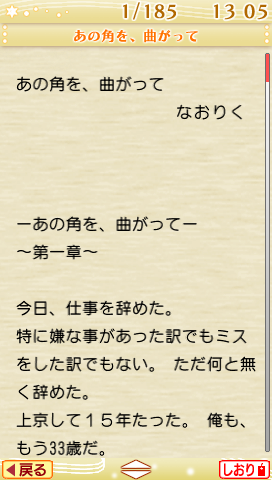 1/185 13 05
あの角を、曲がって
あの角を、曲がって
なおりく
ーあの角を、曲がってー
～第一章～
今日、仕事を辞めた。
特に嫌な事があった訳でもミス
をした訳でもない。 ただ何と無
く辞めた。
上京して１５年たった。 俺も、
もう33歳だ。
戻る しおり